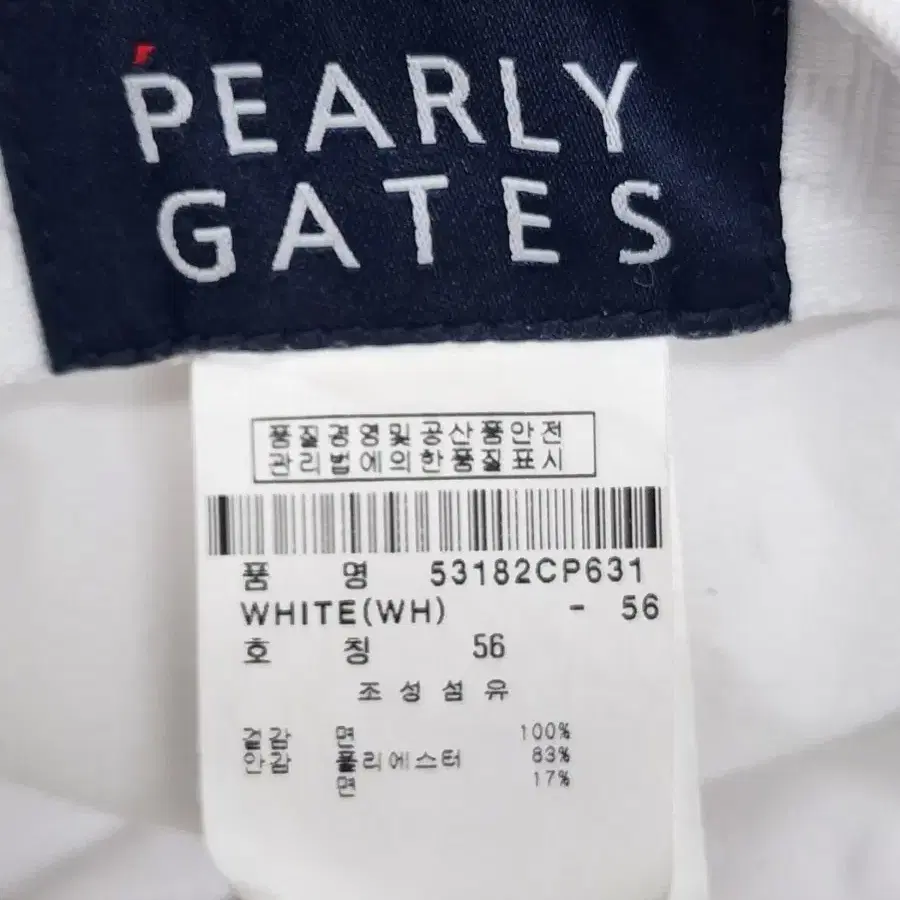 PEARLY
GATES
품질경영및공산품안전
관리법에의한품질표시
품 명 53182CP631
WHITE(WH) - 56
호 칭 56
조성섬유
겉감 면 100%
안감 폴리에스터 83%
면 17%